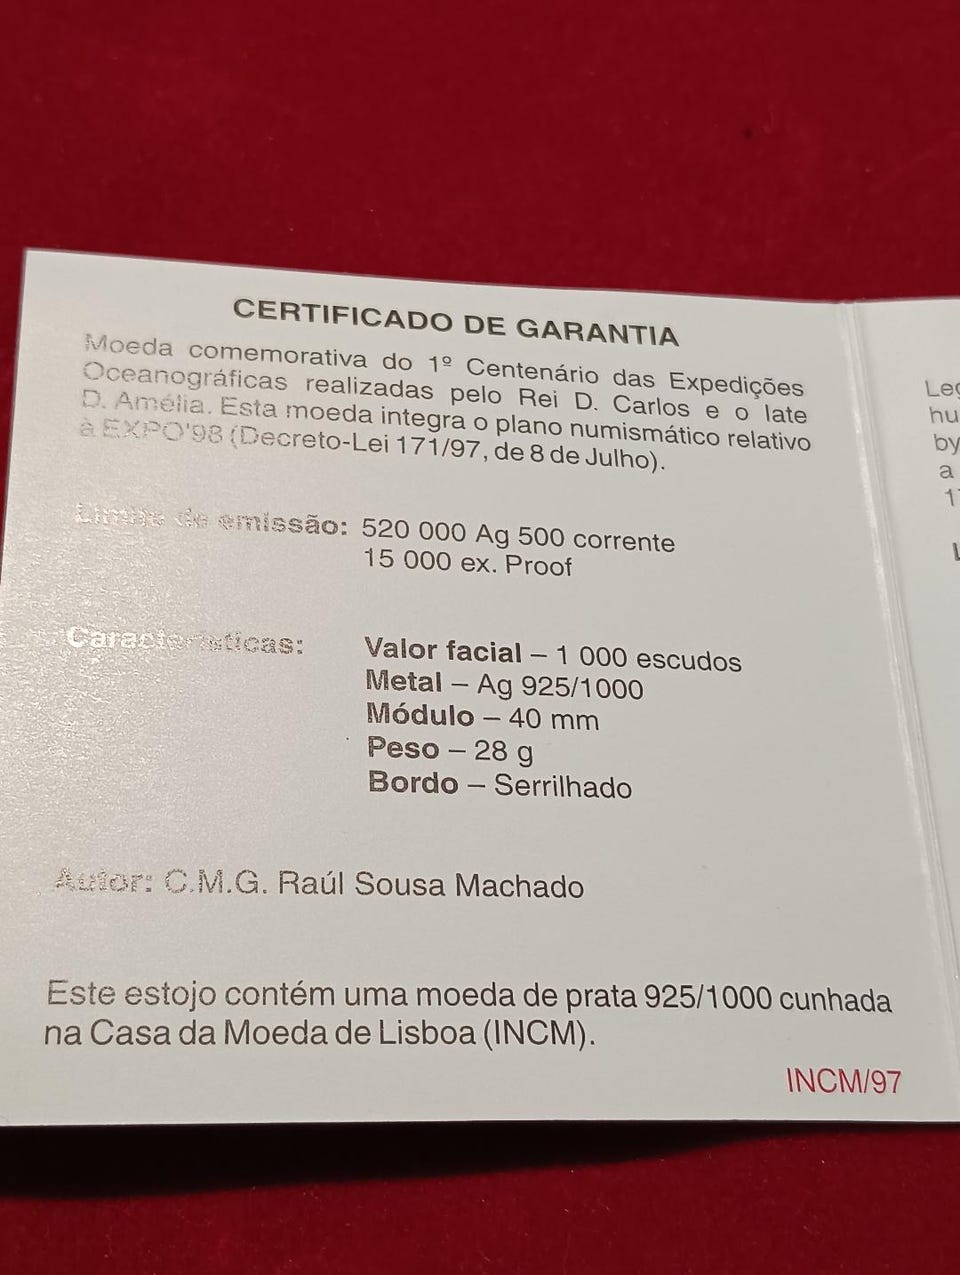 CERTIFICADO DE GARANTIA
Moeda comemorativa do 1º Centenário das Expedições
Oceanográficas realizadas pelo Rei D. Carlos e o Iate
D. Amélia. Esta moeda integra o plano numismático relativo
à EXPO'98 (Decreto-Lei 171/97, de 8 de Julho).
Limite de emissão: 520 000 Ag 500 corrente
15 000 ex. Proof
Características: Valor facial – 1 000 escudos
Metal – Ag 925/1000
Módulo – 40 mm
Peso – 28 g
Bordo – Serrilhado
Autor: C.M.G. Raúl Sousa Machado
Este estojo contém uma moeda de prata 925/1000 cunhada
na Casa da Moeda de Lisboa (INCM).
INCM/97
hu
by
a